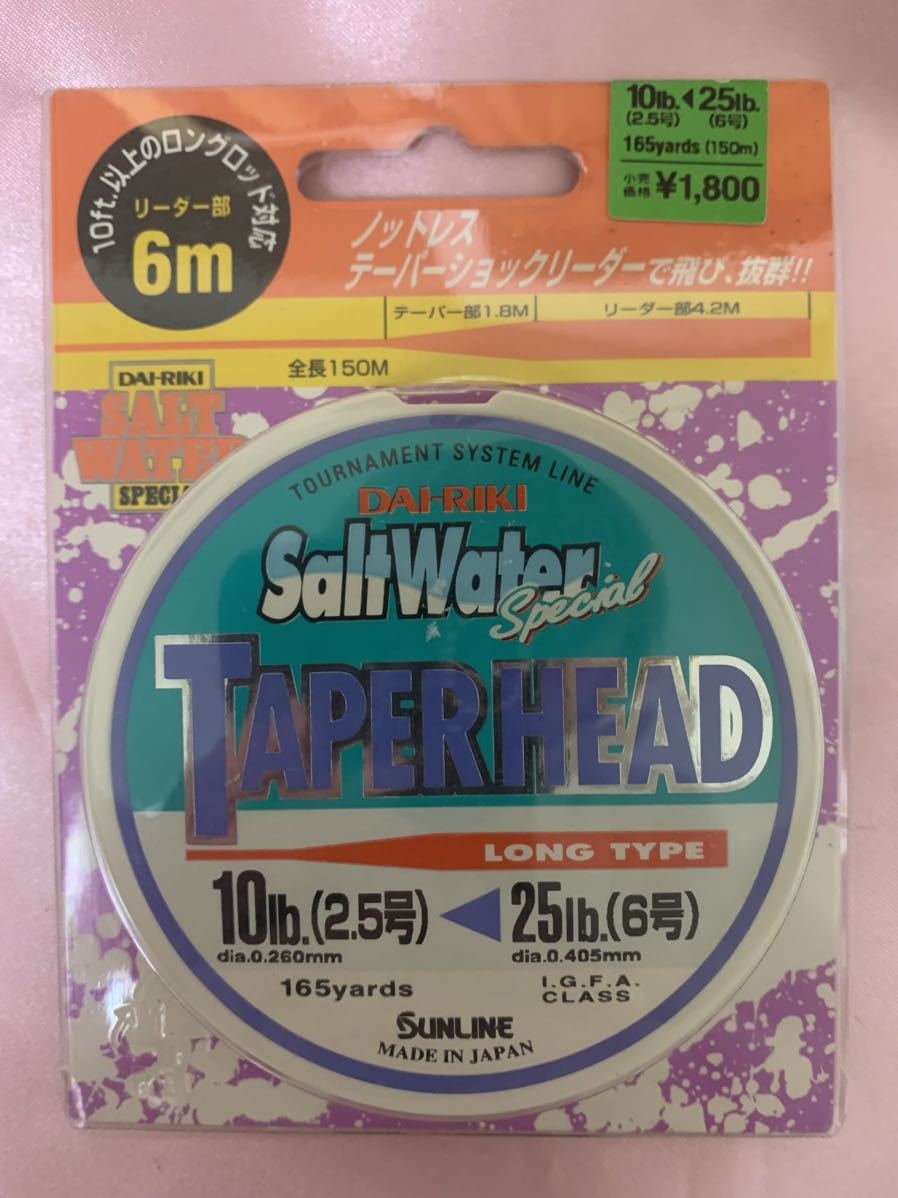 10ft.以上のロングロッド対応
リーダー部
6m
10lb.◀25lb.
(2.5号) (6号)
165yards (150m)
小売価格 ¥1,800
ノットレス
テーパーショックリーダーで飛び、抜群!!
テーパー部1.8M リーダー部4.2M
全長150M
DAI-RIKI
SALT
WATER
SPECIAL
TOURNAMENT SYSTEM LINE
DAI-RIKI
SaltWater
Special
TAPERHEAD
LONG TYPE
10lb.(2.5号) ◀ 25lb.(6号)
dia.0.260mm dia.0.405mm
165yards
I.G.F.A.
CLASS
SUNLINE
MADE IN JAPAN